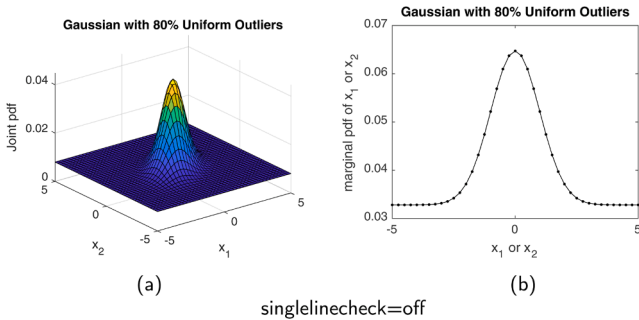 Gaussian with 80% Uniform Outliers
0.04
0.02
0
5
0
-5
-5
0
5
Joint pdf
x2
x1
(a)
Gaussian with 80% Uniform Outliers
0.07
0.06
0.05
0.04
0.03
-5
0
5
marginal pdf of x1 or x2
x1 or x2
(b)
singlelinecheck=off